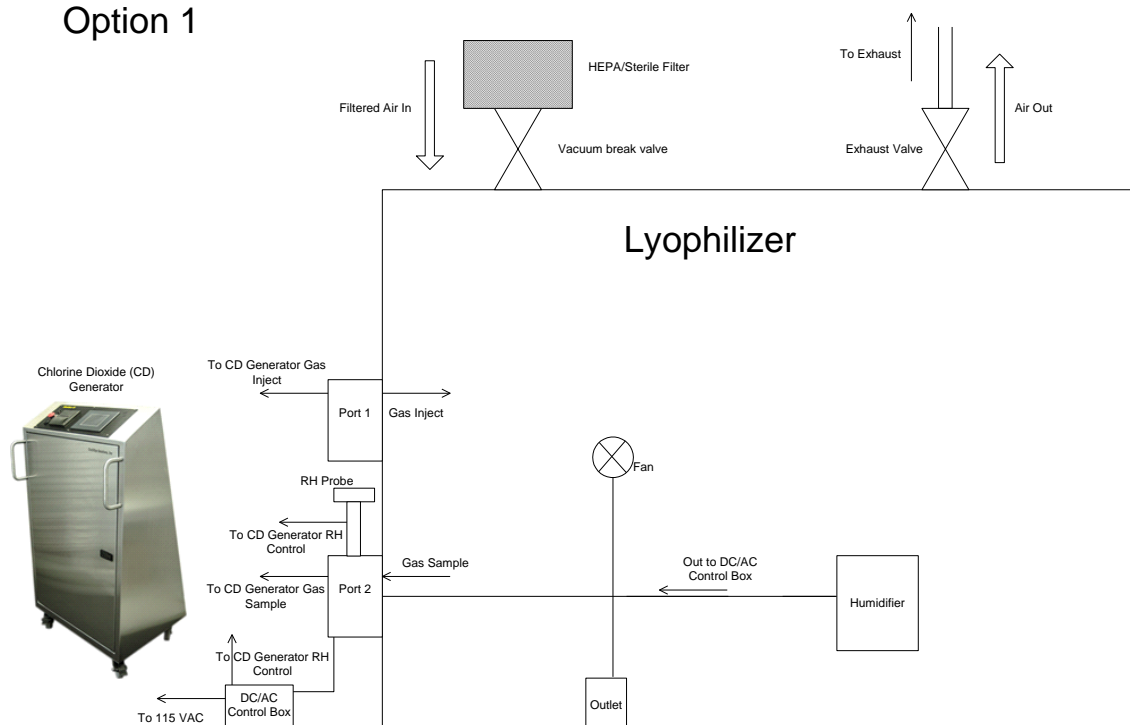 Option 1
HEPA/Sterile Filter
To Exhaust
Filtered Air In
Air Out
Vacuum break valve
Exhaust Valve
Lyophilizer
Chlorine Dioxide (CD)
Generator
To CD Generator Gas
Inject
Port 1
Gas Inject
Fan
RH Probe
To CD Generator RH
Control
Gas Sample
Out to DC/AC
Control Box
To CD Generator Gas
Sample
Port 2
Humidifier
To CD Generator RH
Control
DC/AC
Control Box
To 115 VAC
Outlet